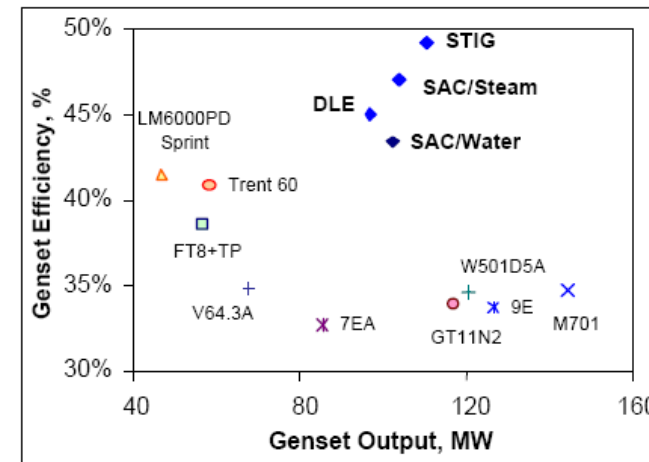 50%
STIG
SAC/Steam
DLE
45%
LM6000PD
Sprint
SAC/Water
Trent 60
40%
FT8+TP
35%
W501D5A
V64.3A
7EA
9E
GT11N2
M701
30%
40
80
120
160
Genset Efficiency, %
Genset Output, MW